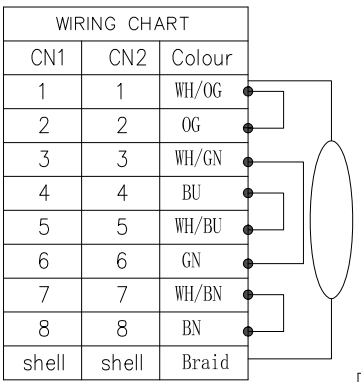 WIRING CHART
CN1 CN2 Colour
1 1 WH/OG
2 2 OG
3 3 WH/GN
4 4 BU
5 5 WH/BU
6 6 GN
7 7 WH/BN
8 8 BN
shell shell Braid